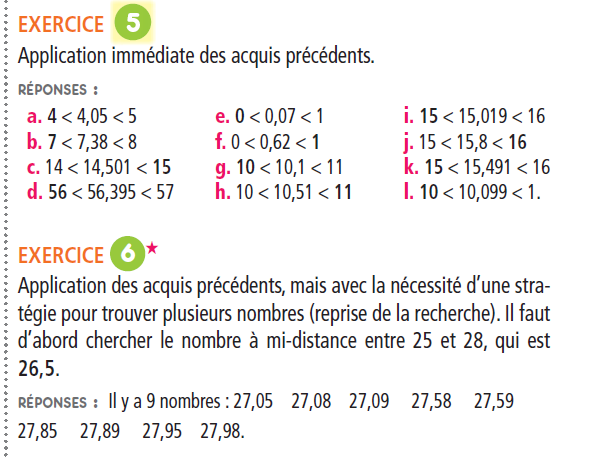 EXERCICE 5
Application immédiate des acquis précédents.
RÉPONSES :
a. 4 < 4,05 < 5
b. 7 < 7,38 < 8
c. 14 < 14,501 < 15
d. 56 < 56,395 < 57
e. 0 < 0,07 < 1
f. 0 < 0,62 < 1
g. 10 < 10,1 < 11
h. 10 < 10,51 < 11
i. 15 < 15,019 < 16
j. 15 < 15,8 < 16
k. 15 < 15,491 < 16
l. 10 < 10,099 < 1.
EXERCICE 6★
Application des acquis précédents, mais avec la nécessité d’une stra-
tégie pour trouver plusieurs nombres (reprise de la recherche). Il faut
d’abord chercher le nombre à mi-distance entre 25 et 28, qui est
26,5.
RÉPONSES : Il y a 9 nombres : 27,05 27,08 27,09 27,58 27,59
27,85 27,89 27,95 27,98.